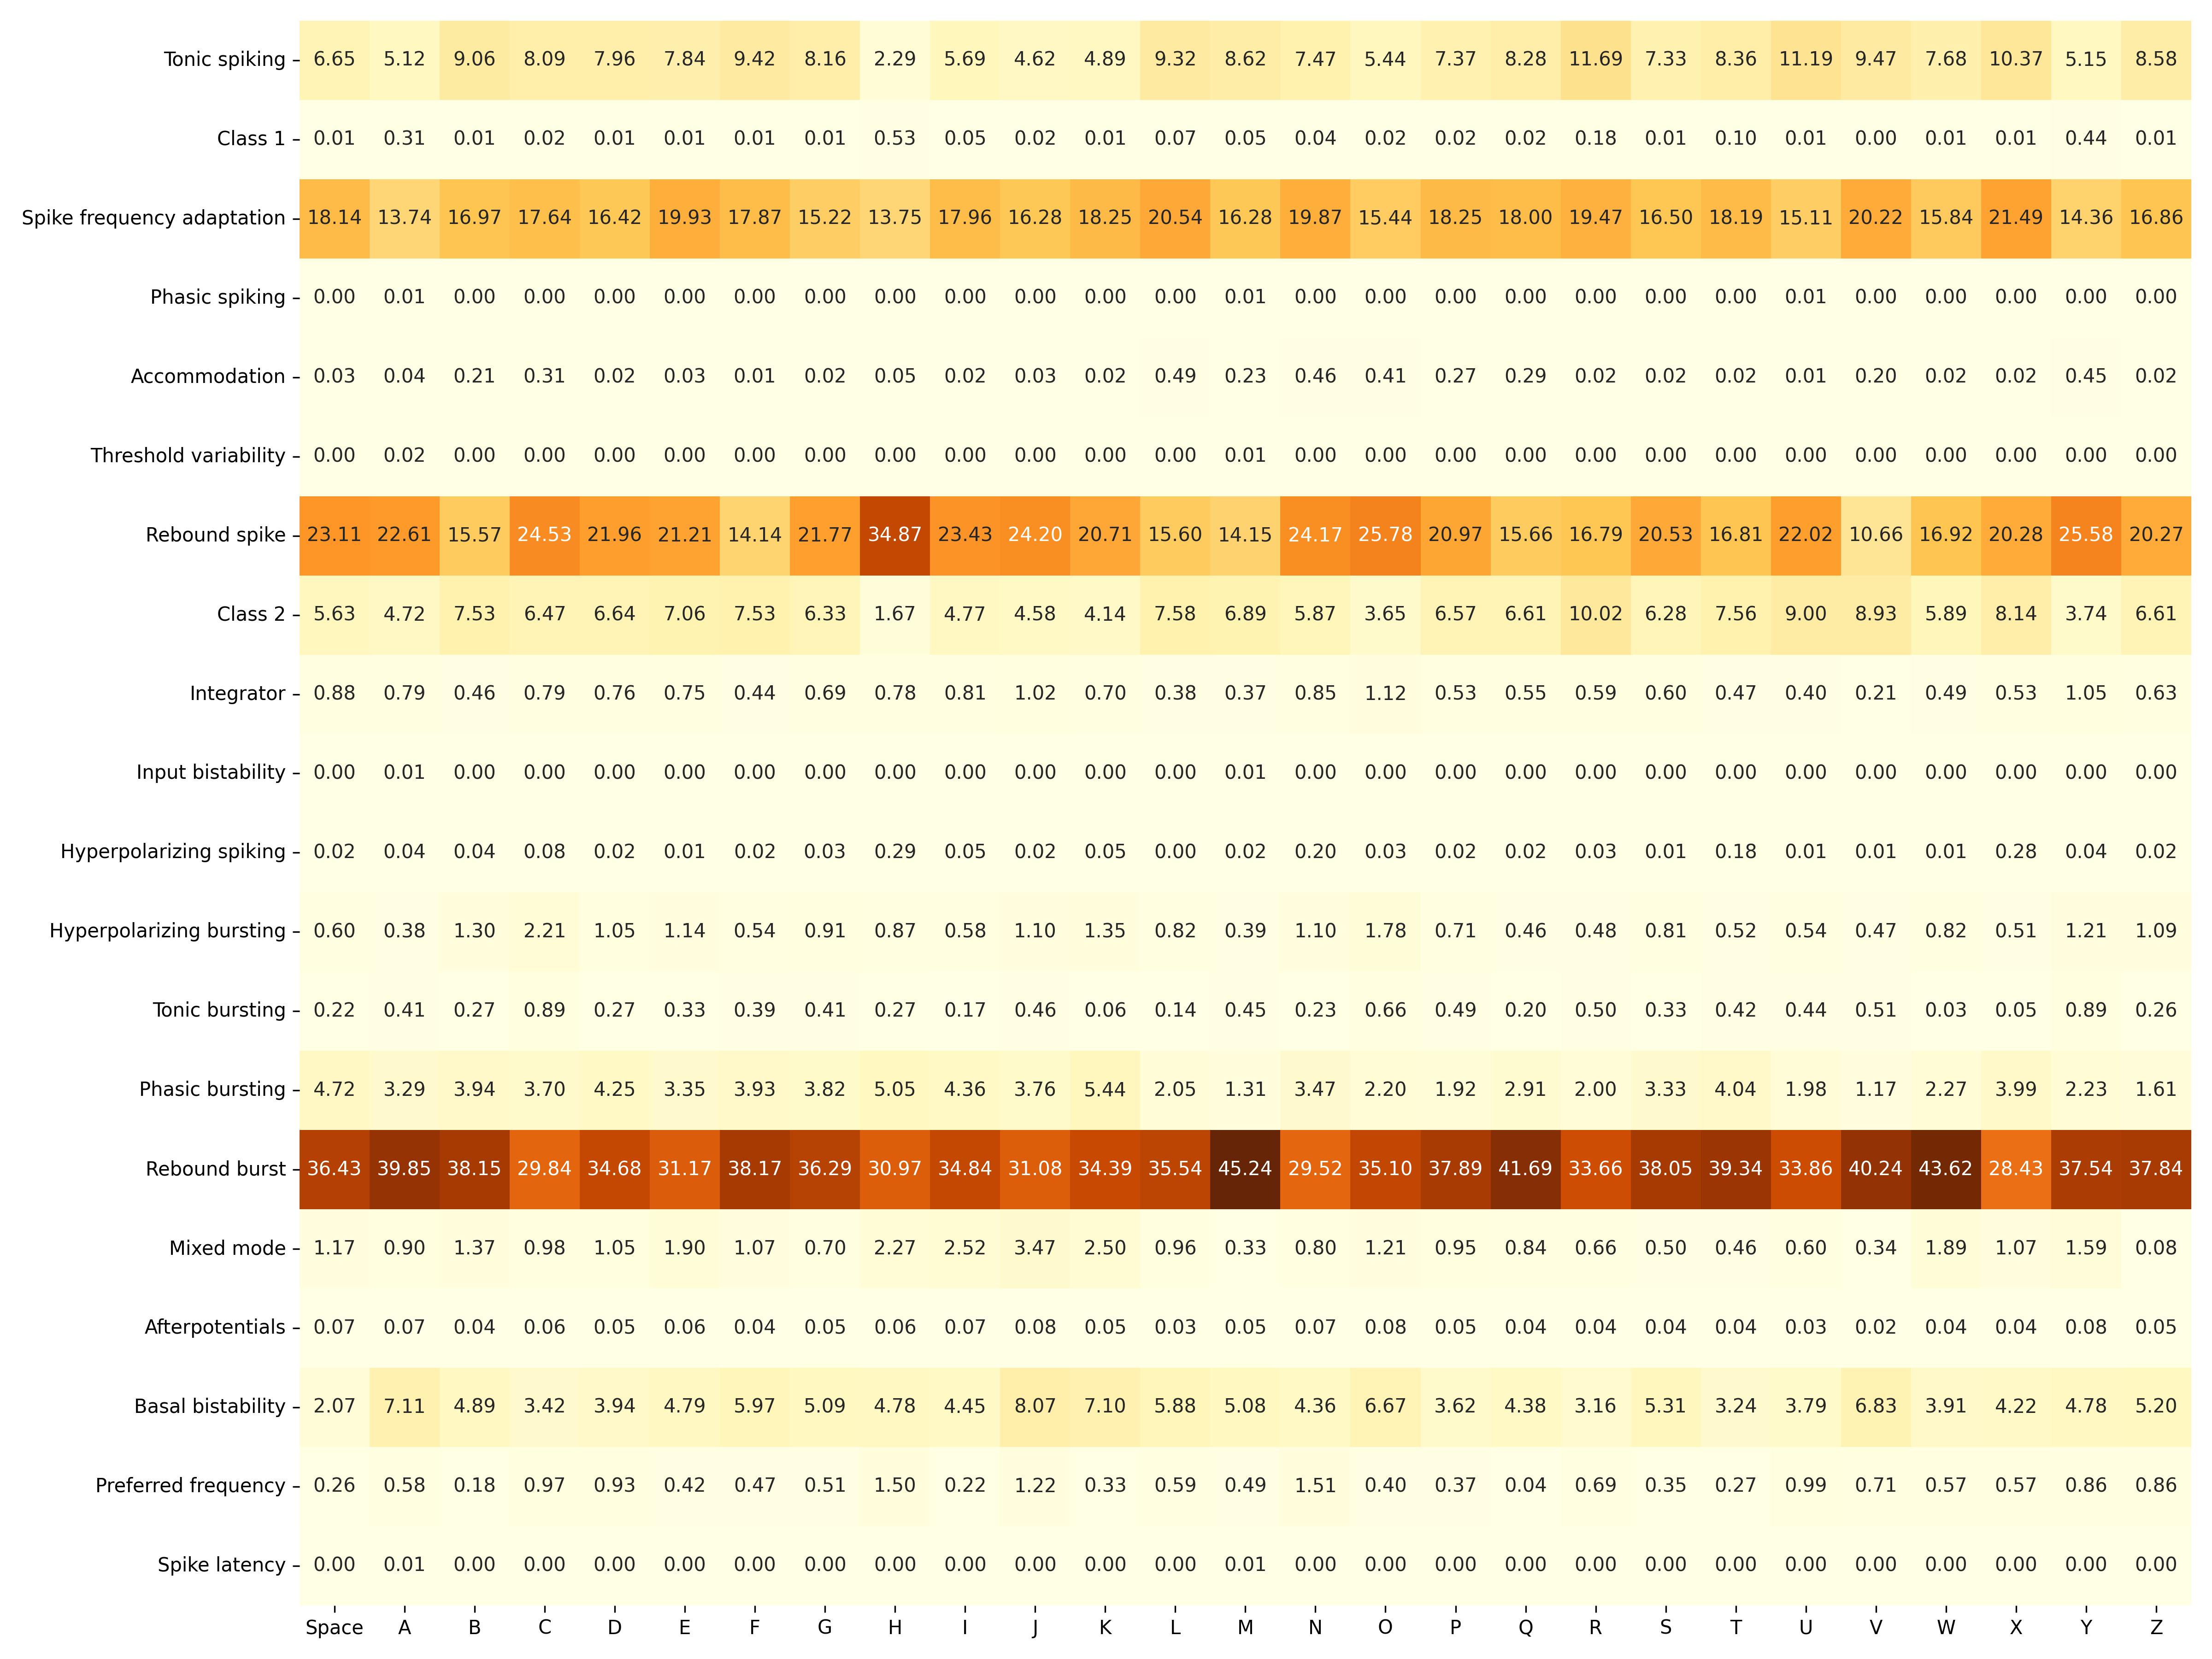 Tonic spiking 6.65 5.12 9.06 8.09 7.96 7.84 9.42 8.16 2.29 5.69 4.62 4.89 9.32 8.62 7.47 5.44 7.37 8.28 11.69 7.33 8.36 11.19 9.47 7.68 10.37 5.15 8.58
Class 1 0.01 0.31 0.01 0.02 0.01 0.01 0.01 0.01 0.53 0.05 0.02 0.01 0.07 0.05 0.04 0.02 0.02 0.02 0.18 0.01 0.10 0.01 0.00 0.01 0.01 0.44 0.01
Spike frequency adaptation 18.14 13.74 16.97 17.64 16.42 19.93 17.87 15.22 13.75 17.96 16.28 18.25 20.54 16.28 19.87 15.44 18.25 18.00 19.47 16.50 18.19 15.11 20.22 15.84 21.49 14.36 16.86
Phasic spiking 0.00 0.01 0.00 0.00 0.00 0.00 0.00 0.00 0.00 0.00 0.00 0.00 0.00 0.01 0.00 0.00 0.00 0.00 0.00 0.00 0.00 0.01 0.00 0.00 0.00 0.00 0.00
Accommodation 0.03 0.04 0.21 0.31 0.02 0.03 0.01 0.02 0.05 0.02 0.03 0.02 0.49 0.23 0.46 0.41 0.27 0.29 0.02 0.02 0.02 0.01 0.20 0.02 0.02 0.45 0.02
Threshold variability 0.00 0.02 0.00 0.00 0.00 0.00 0.00 0.00 0.00 0.00 0.00 0.00 0.00 0.01 0.00 0.00 0.00 0.00 0.00 0.00 0.00 0.00 0.00 0.00 0.00 0.00 0.00
Rebound spike 23.11 22.61 15.57 24.53 21.96 21.21 14.14 21.77 34.87 23.43 24.20 20.71 15.60 14.15 24.17 25.78 20.97 15.66 16.79 20.53 16.81 22.02 10.66 16.92 20.28 25.58 20.27
Class 2 5.63 4.72 7.53 6.47 6.64 7.06 7.53 6.33 1.67 4.77 4.58 4.14 7.58 6.89 5.87 3.65 6.57 6.61 10.02 6.28 7.56 9.00 8.93 5.89 8.14 3.74 6.61
Integrator 0.88 0.79 0.46 0.79 0.76 0.75 0.44 0.69 0.78 0.81 1.02 0.70 0.38 0.37 0.85 1.12 0.53 0.55 0.59 0.60 0.47 0.40 0.21 0.49 0.53 1.05 0.63
Input bistability 0.00 0.01 0.00 0.00 0.00 0.00 0.00 0.00 0.00 0.00 0.00 0.00 0.00 0.01 0.00 0.00 0.00 0.00 0.00 0.00 0.00 0.00 0.00 0.00 0.00 0.00 0.00
Hyperpolarizing spiking 0.02 0.04 0.04 0.08 0.02 0.01 0.02 0.03 0.29 0.05 0.02 0.05 0.00 0.02 0.20 0.03 0.02 0.02 0.03 0.01 0.18 0.01 0.01 0.01 0.28 0.04 0.02
Hyperpolarizing bursting 0.60 0.38 1.30 2.21 1.05 1.14 0.54 0.91 0.87 0.58 1.10 1.35 0.82 0.39 1.10 1.78 0.71 0.46 0.48 0.81 0.52 0.54 0.47 0.82 0.51 1.21 1.09
Tonic bursting 0.22 0.41 0.27 0.89 0.27 0.33 0.39 0.41 0.27 0.17 0.46 0.06 0.14 0.45 0.23 0.66 0.49 0.20 0.50 0.33 0.42 0.44 0.51 0.03 0.05 0.89 0.26
Phasic bursting 4.72 3.29 3.94 3.70 4.25 3.35 3.93 3.82 5.05 4.36 3.76 5.44 2.05 1.31 3.47 2.20 1.92 2.91 2.00 3.33 4.04 1.98 1.17 2.27 3.99 2.23 1.61
Rebound burst 36.43 39.85 38.15 29.84 34.68 31.17 38.17 36.29 30.97 34.84 31.08 34.39 35.54 45.24 29.52 35.10 37.89 41.69 33.66 38.05 39.34 33.86 40.24 43.62 28.43 37.54 37.84
Mixed mode 1.17 0.90 1.37 0.98 1.05 1.90 1.07 0.70 2.27 2.52 3.47 2.50 0.96 0.33 0.80 1.21 0.95 0.84 0.66 0.50 0.46 0.60 0.34 1.89 1.07 1.59 0.08
Afterpotentials 0.07 0.07 0.04 0.06 0.05 0.06 0.04 0.05 0.06 0.07 0.08 0.05 0.03 0.05 0.07 0.08 0.05 0.04 0.04 0.04 0.04 0.03 0.02 0.04 0.04 0.08 0.05
Basal bistability 2.07 7.11 4.89 3.42 3.94 4.79 5.97 5.09 4.78 4.45 8.07 7.10 5.88 5.08 4.36 6.67 3.62 4.38 3.16 5.31 3.24 3.79 6.83 3.91 4.22 4.78 5.20
Preferred frequency 0.26 0.58 0.18 0.97 0.93 0.42 0.47 0.51 1.50 0.22 1.22 0.33 0.59 0.49 1.51 0.40 0.37 0.04 0.69 0.35 0.27 0.99 0.71 0.57 0.57 0.86 0.86
Spike latency 0.00 0.01 0.00 0.00 0.00 0.00 0.00 0.00 0.00 0.00 0.00 0.00 0.00 0.01 0.00 0.00 0.00 0.00 0.00 0.00 0.00 0.00 0.00 0.00 0.00 0.00 0.00
Space A B C D E F G H I J K L M N O P Q R S T U V W X Y Z